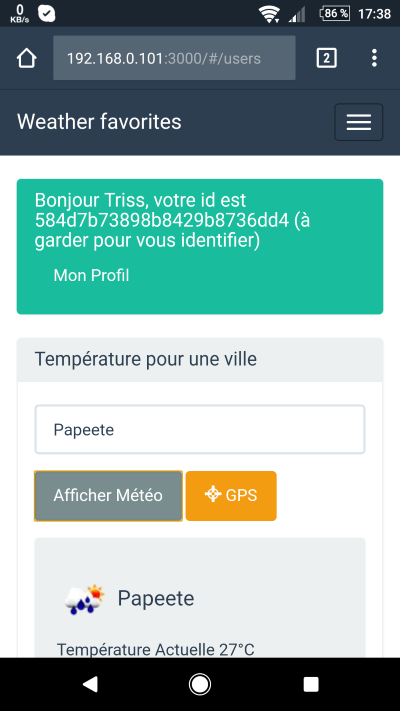 0
KB/s
86 %
17:38
192.168.0.101:3000/#/users
2
Weather favorites
Bonjour Triss, votre id est
584d7b73898b8429b8736dd4 (à
garder pour vous identifier)
Mon Profil
Température pour une ville
Papeete
Afficher Météo
GPS
Papeete
Température Actuelle 27°C